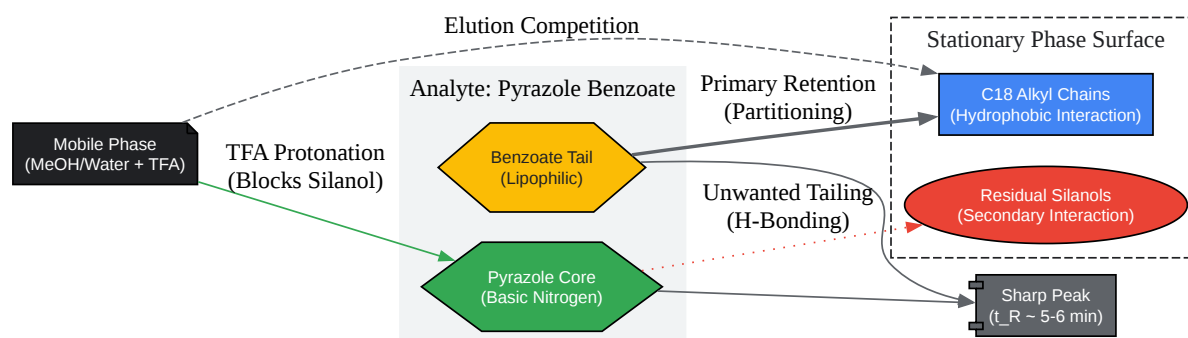 Elution Competition
Stationary Phase Surface
Analyte: Pyrazole Benzoate
Primary Retention
(Partitioning)
C18 Alkyl Chains
(Hydrophobic Interaction)
Mobile Phase
(MeOH/Water + TFA)
TFA Protonation
(Blocks Silanol)
Benzoate Tail
(Lipophilic)
Unwanted Tailing
(H-Bonding)
Residual Silanols
(Secondary Interaction)
Pyrazole Core
(Basic Nitrogen)
Sharp Peak
(t_R ~ 5-6 min)